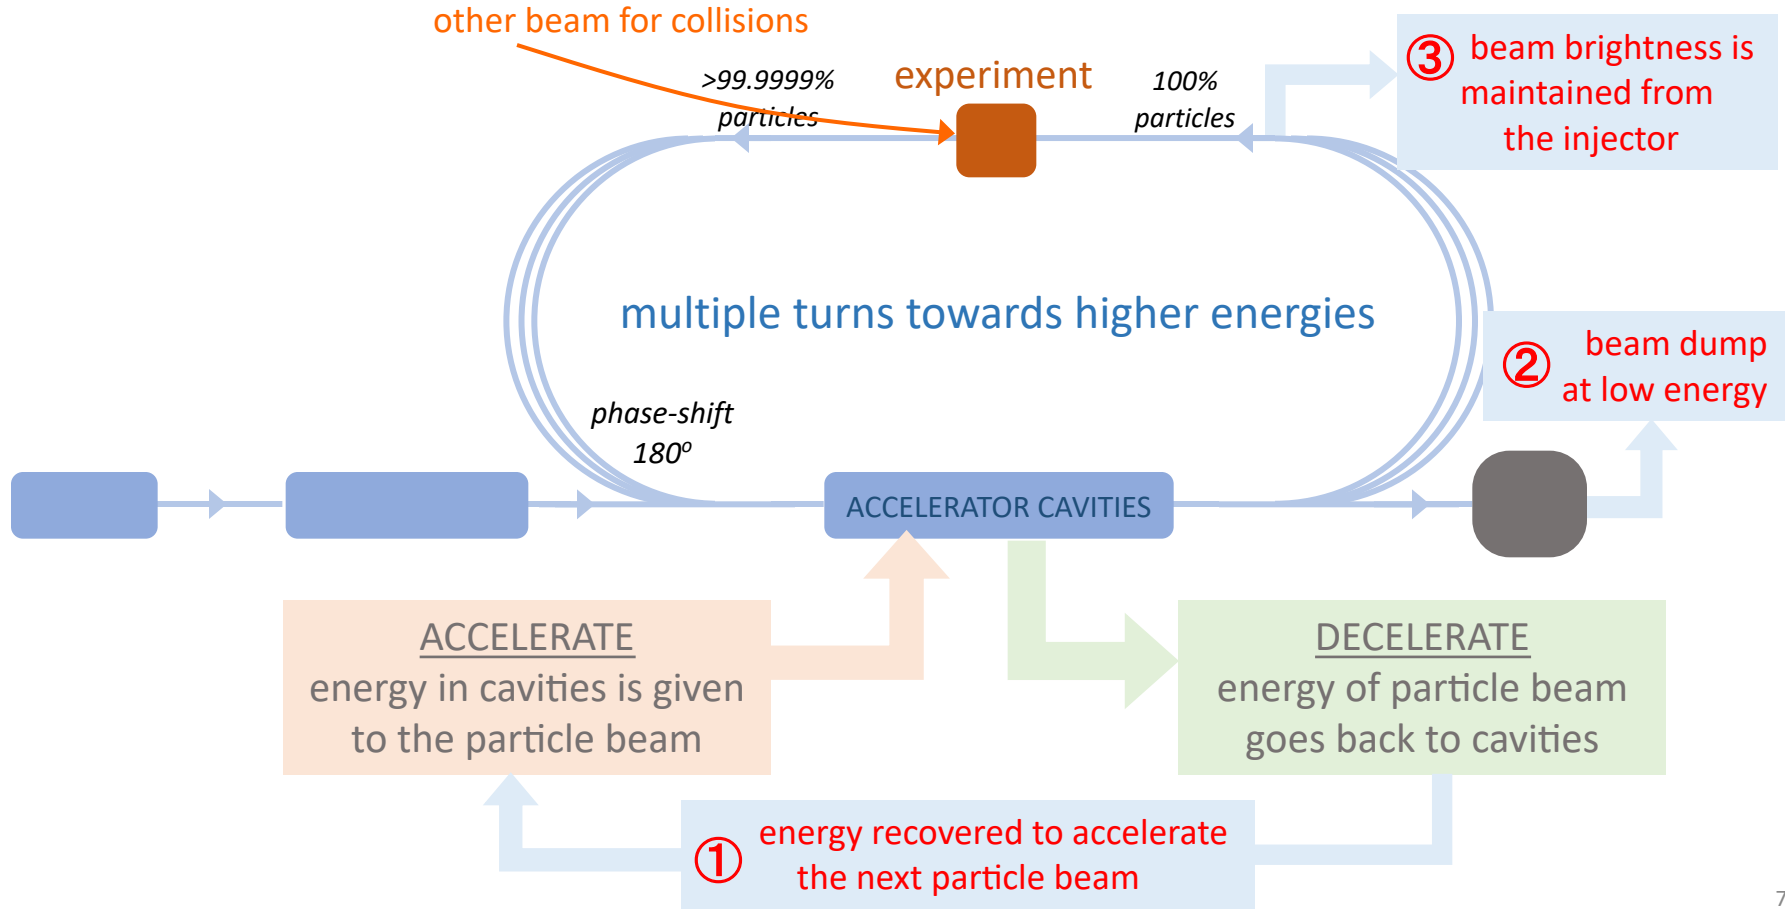 other beam for collisions
>99.9999%
particles
experiment
100%
particles
③ beam brightness is
maintained from
the injector
multiple turns towards higher energies
② beam dump
at low energy
phase-shift
180º
ACCELERATOR CAVITIES
ACCELERATE
energy in cavities is given
to the particle beam
DECELERATE
energy of particle beam
goes back to cavities
① energy recovered to accelerate
the next particle beam
7